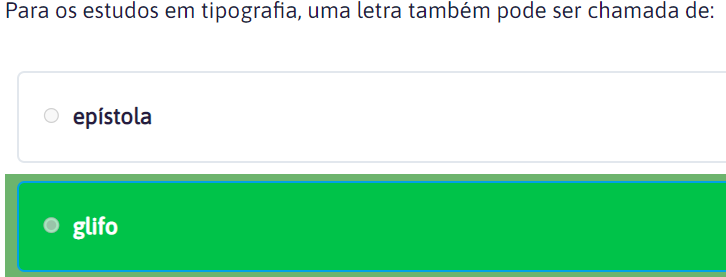 Para os estudos em tipografia, uma letra também pode ser chamada de:
epístola
glifo